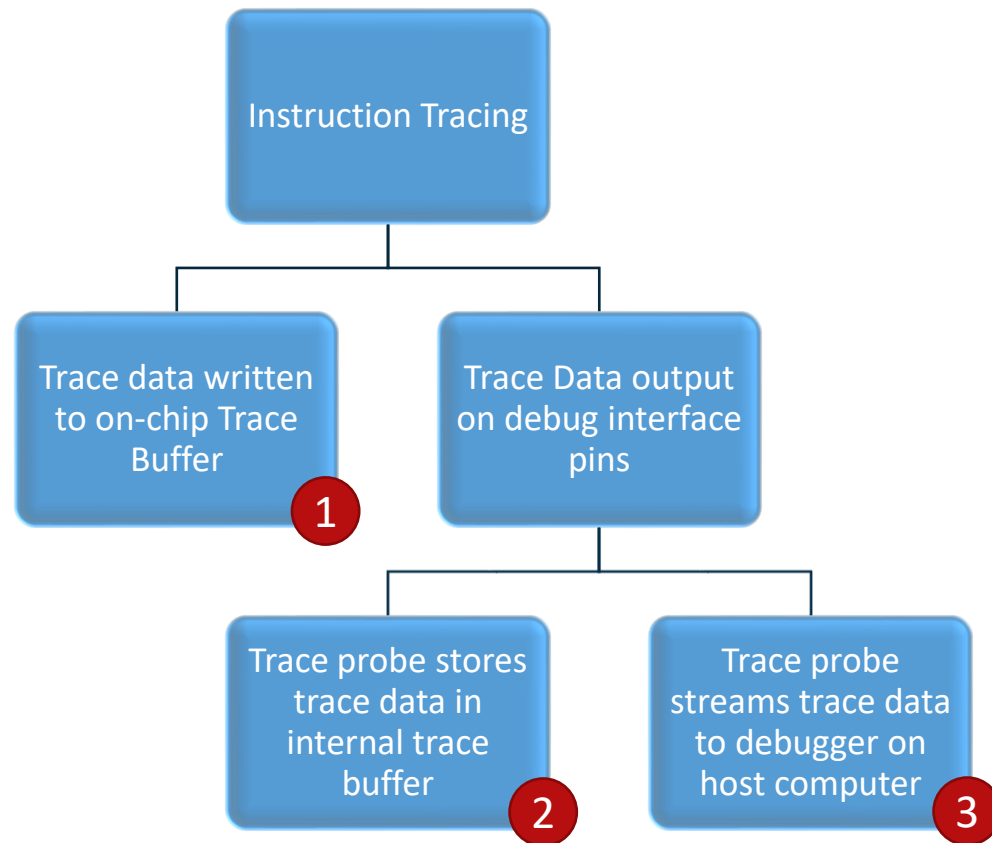 Instruction Tracing
Trace data written
to on-chip Trace
Buffer
1
Trace Data output
on debug interface
pins
Trace probe stores
trace data in
internal trace
buffer
2
Trace probe
streams trace data
to debugger on
host computer
3